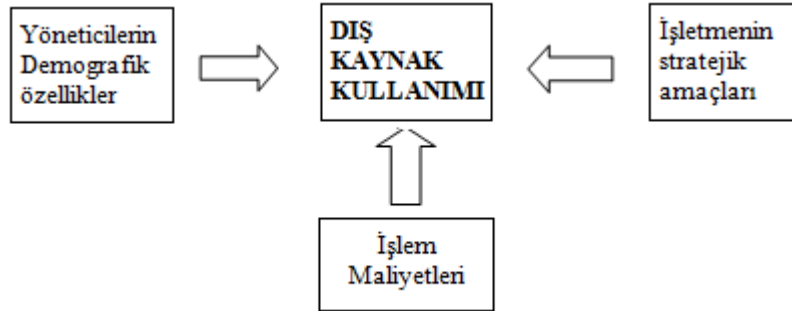 Yöneticilerin
Demografik
özellikler
DIŞ
KAYNAK
KULLANIMI
İşletmenin
stratejik
amaçları
İşlem
Maliyetleri